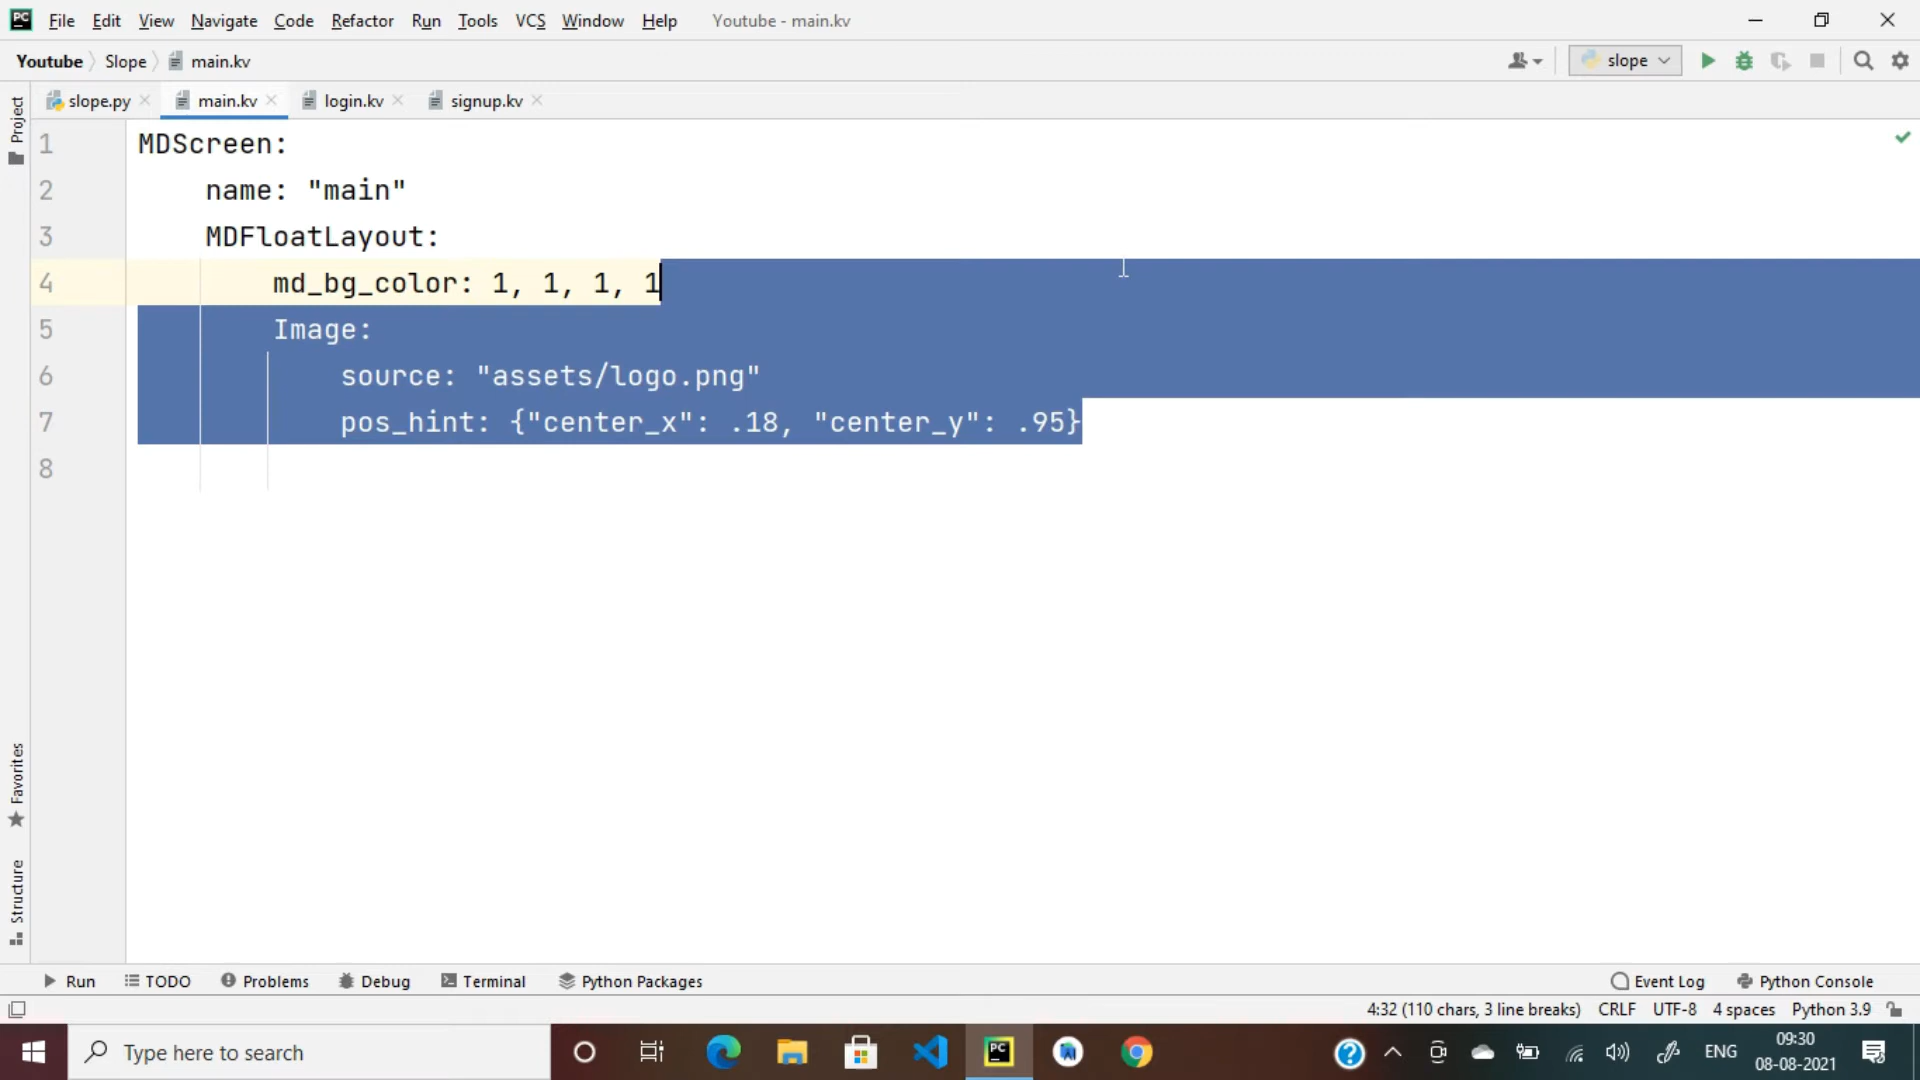 PC File Edit View Navigate Code Refactor Run Tools VCS Window Help Youtube - main.kv
Youtube Slope main.kv slope
slope.py main.kv login.kv signup.kv
Project
1 MDScreen:
2 name: "main"
3 MDFloatLayout:
4 md_bg_color: 1, 1, 1, 1
5 Image:
6 source: "assets/logo.png"
7 pos_hint: {"center_x": .18, "center_y": .95}
8
Favorites
Structure
Run TODO Problems Debug Terminal Python Packages Event Log Python Console
4:32 (110 chars, 3 line breaks) CRLF UTF-8 4 spaces Python 3.9
Type here to search PC ENG 09:30
08-08-2021